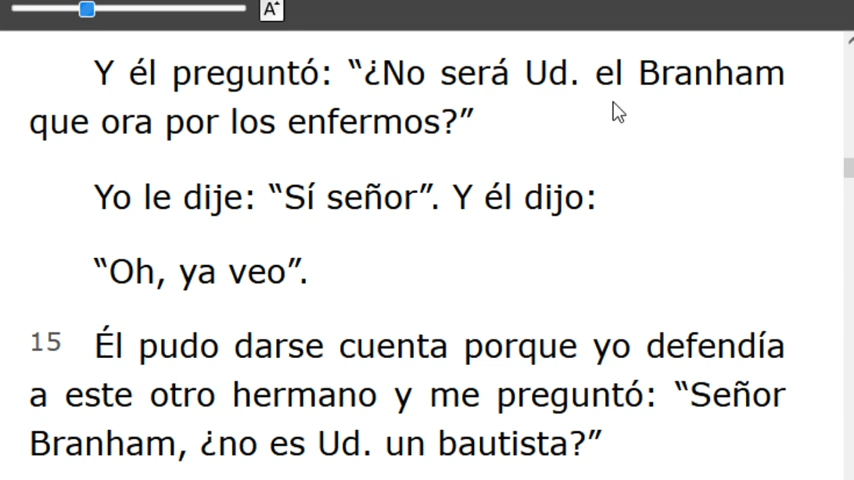 A
Y él preguntó: “¿No será Ud. el Branham
que ora por los enfermos?”
Yo le dije: “Sí señor”. Y él dijo:
“Oh, ya veo”.
15 Él pudo darse cuenta porque yo defendía
a este otro hermano y me preguntó: “Señor
Branham, ¿no es Ud. un bautista?”